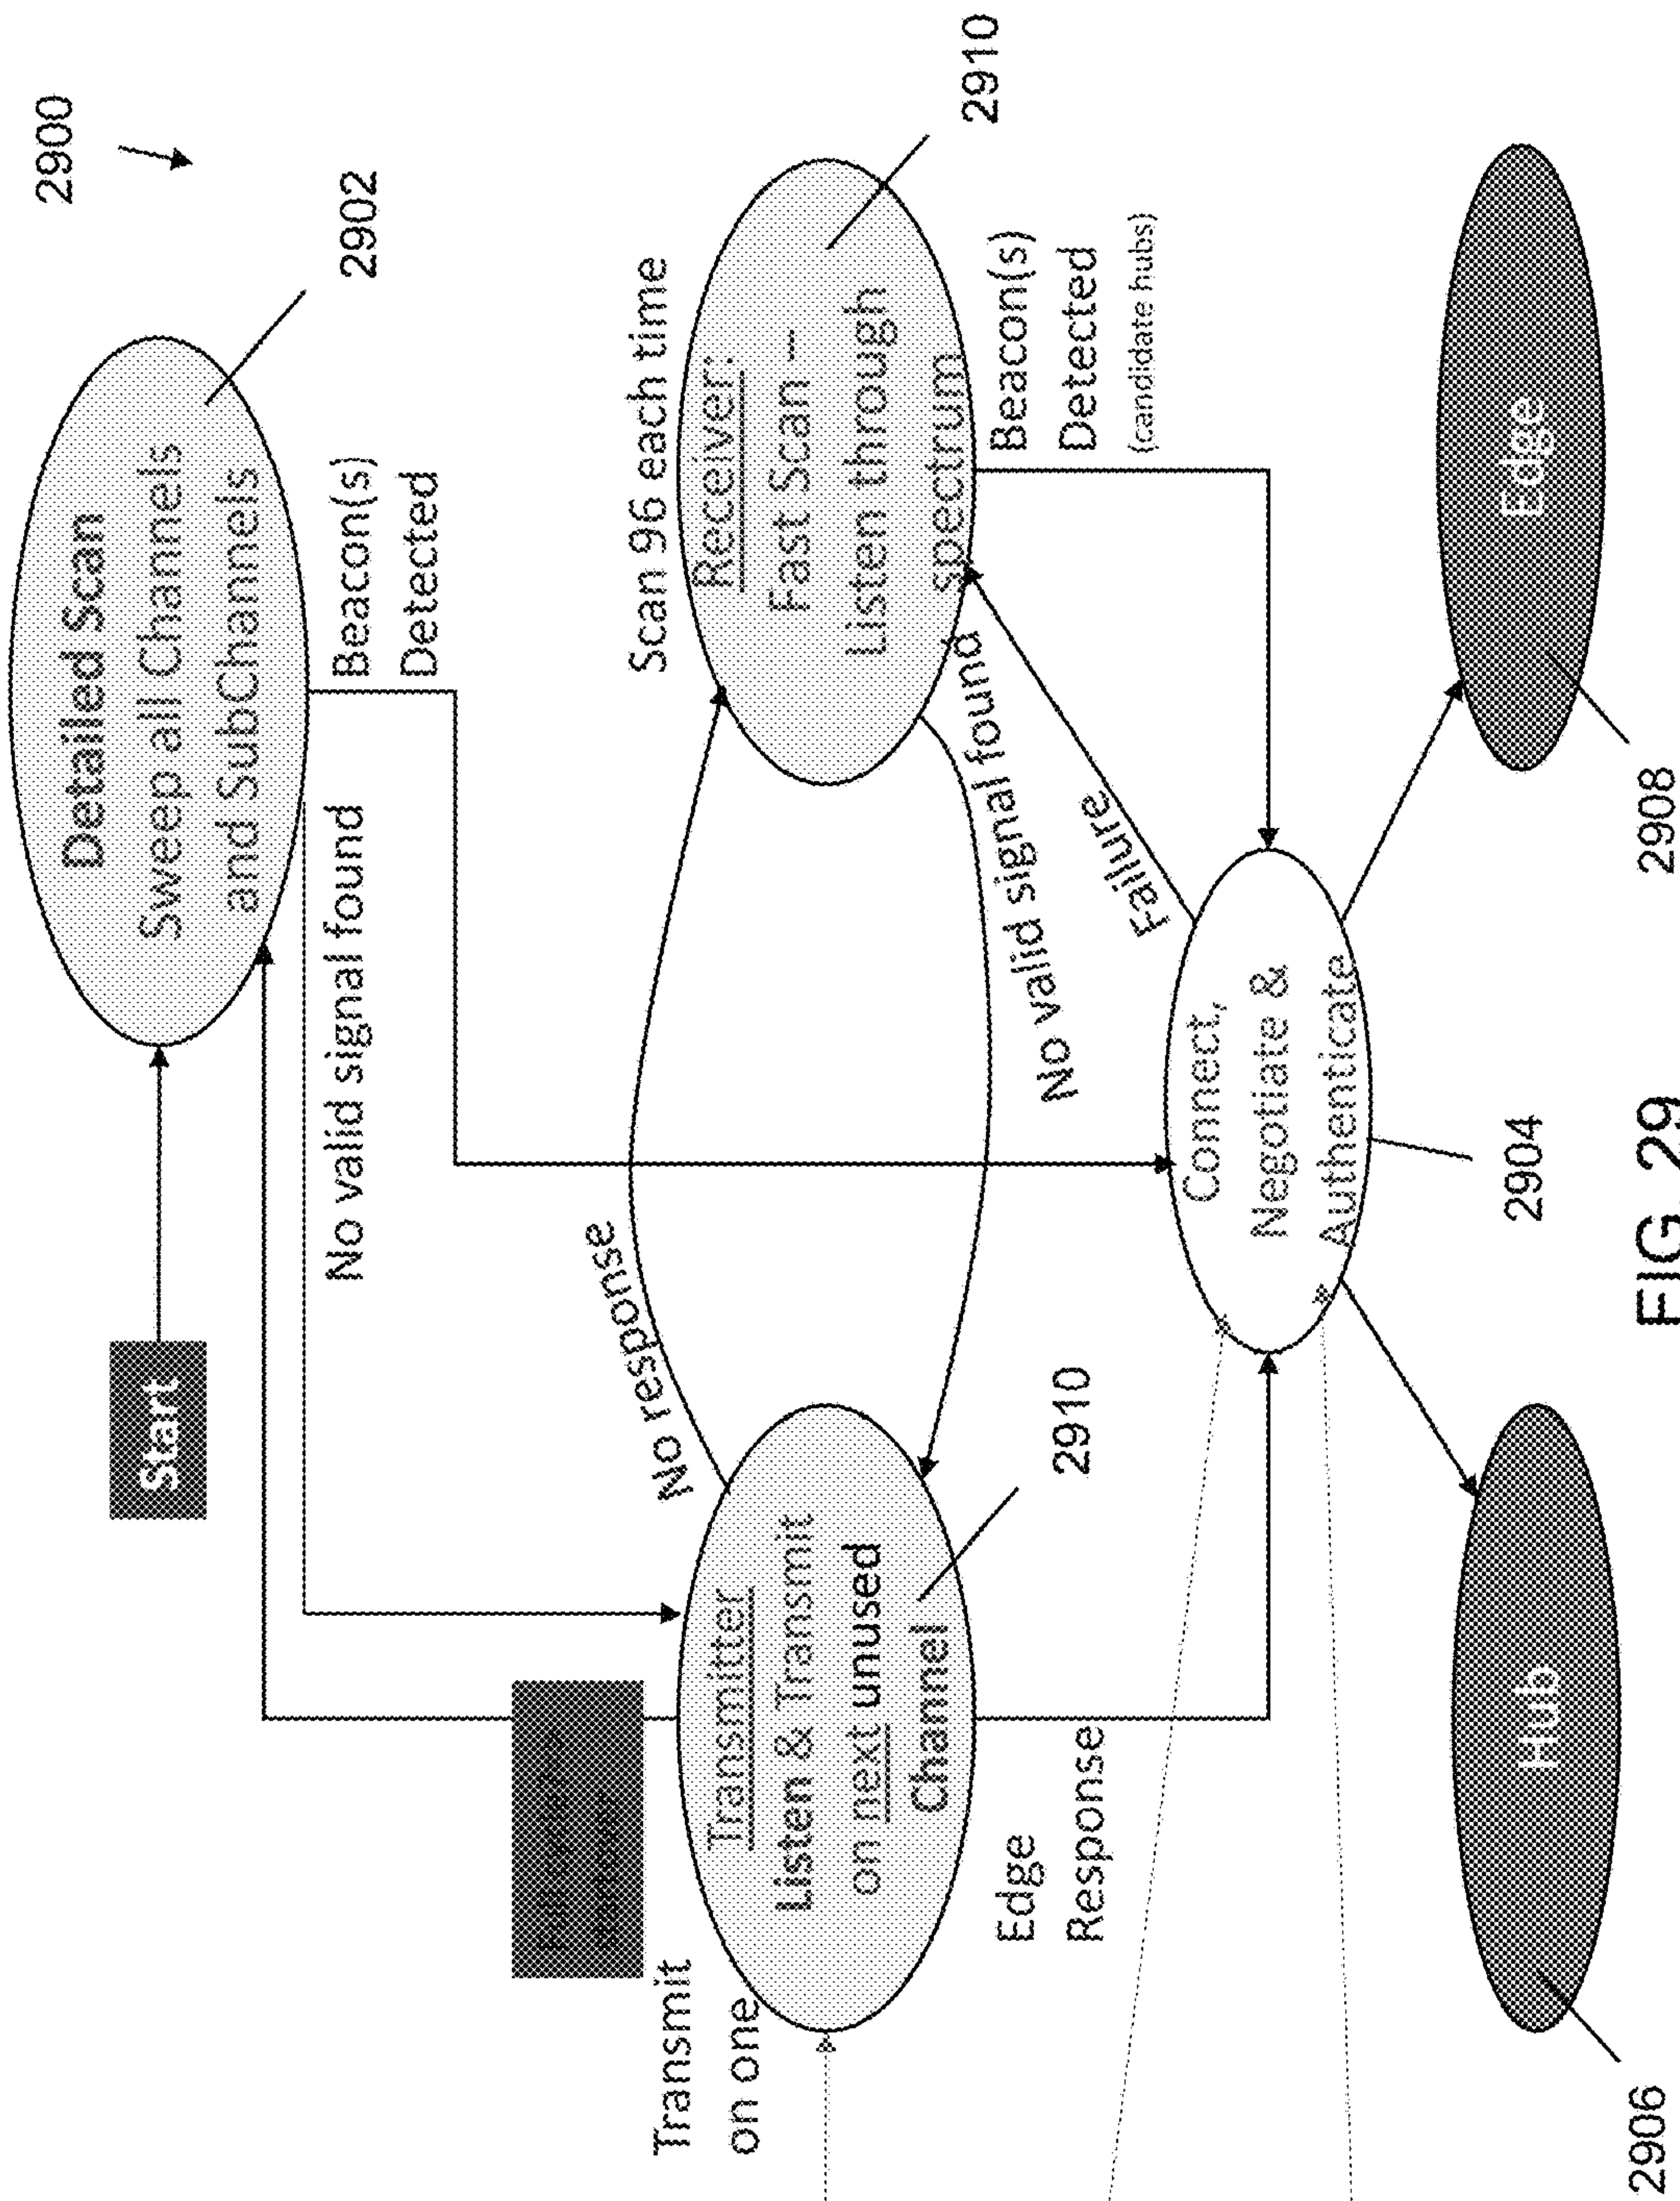 2900
Start
Detailed Scan
Sweep all Channels
and SubChannels
2902
No valid signal found
Beacon(s)
Detected
Transmit
on one
Transmitter
Listen & Transmit
on next unused
Channel
2910
No response
Scan 96 each time
Receiver:
Fast Scan –
Listen through
spectrum
2910
No valid signal found
Failure
Edge
Response
Beacon(s)
Detected
(candidate hubs)
Connect,
Negotiate &
Authenticate
2904
Hub
2906
Edge
2908
FIG. 29